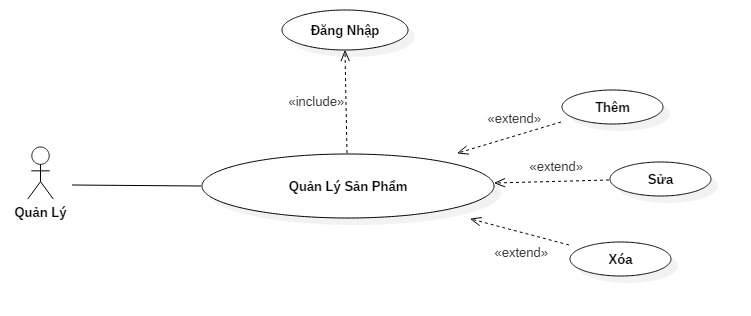 Đăng Nhập
«include»
Thêm
«extend»
«extend»
Sửa
Quản Lý Sản Phẩm
Quản Lý
«extend»
Xóa